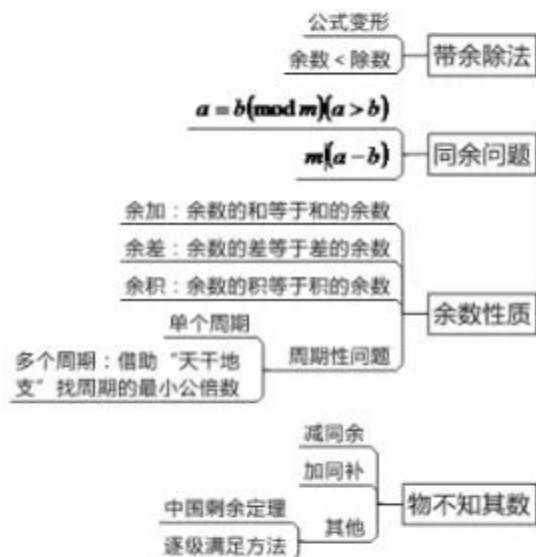 公式变形
余数 < 除数
带余除法
a = b(mod m)(a > b)
m|(a − b)
同余问题
余加：余数的和等于和的余数
余差：余数的差等于差的余数
余积：余数的积等于积的余数
单个周期
多个周期：借助“天干地
支”找周期的最小公倍数
周期性问题
余数性质
减同余
加同补
中国剩余定理
逐级满足方法
其他
物不知其数